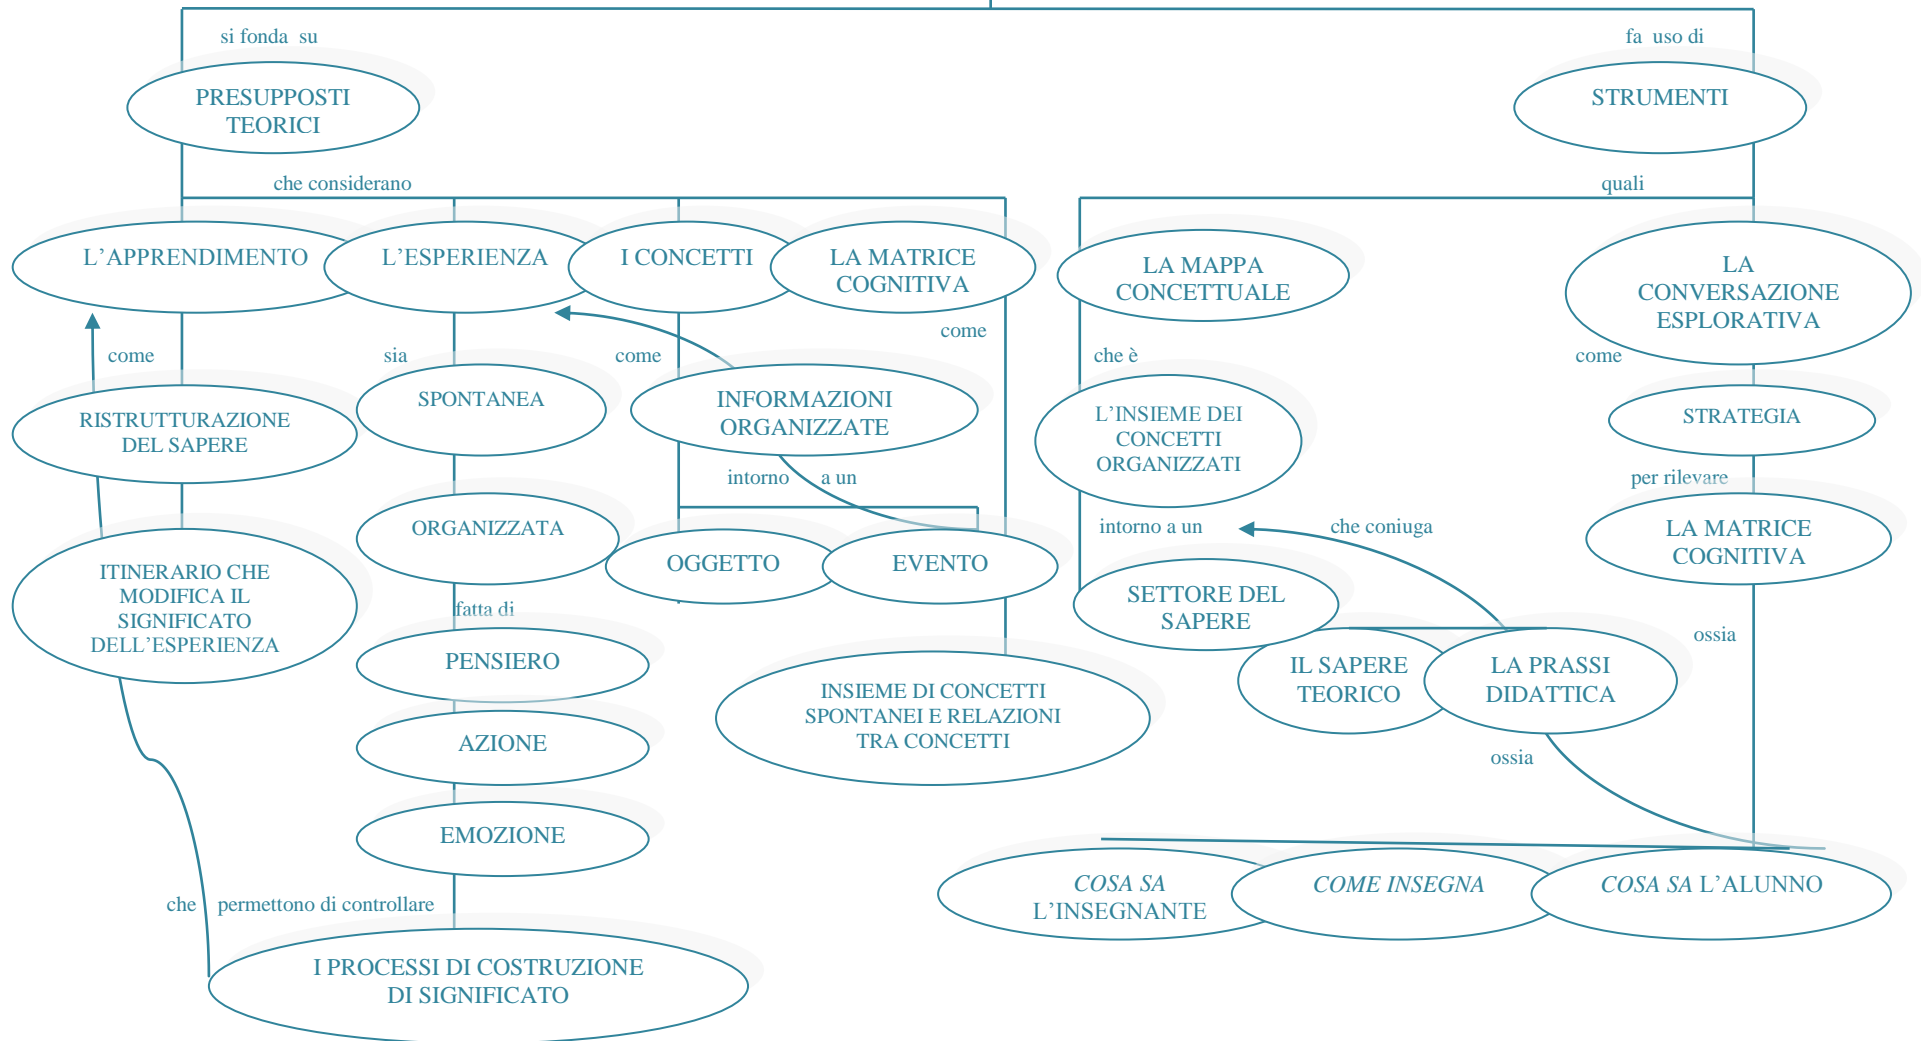 si fonda su
fa uso di
PRESUPPOSTI
TEORICI
STRUMENTI
che considerano
quali
L’APPRENDIMENTO
L’ESPERIENZA
I CONCETTI
LA MATRICE
COGNITIVA
LA MAPPA
CONCETTUALE
LA
CONVERSAZIONE
ESPLORATIVA
come
come
sia
come
che è
come
RISTRUTTURAZIONE
DEL SAPERE
SPONTANEA
INFORMAZIONI
ORGANIZZATE
L’INSIEME DEI
CONCETTI
ORGANIZZATI
STRATEGIA
intorno a un
per rilevare
ORGANIZZATA
intorno a un
che coniuga
LA MATRICE
COGNITIVA
OGGETTO
EVENTO
ITINERARIO CHE
MODIFICA IL
SIGNIFICATO
DELL’ESPERIENZA
SETTORE DEL
SAPERE
fatta di
ossia
PENSIERO
IL SAPERE
TEORICO
LA PRASSI
DIDATTICA
INSIEME DI CONCETTI
SPONTANEI E RELAZIONI
TRA CONCETTI
AZIONE
ossia
EMOZIONE
COSA SA
L’INSEGNANTE
COME INSEGNA
COSA SA L’ALUNNO
che permettono di controllare
I PROCESSI DI COSTRUZIONE
DI SIGNIFICATO